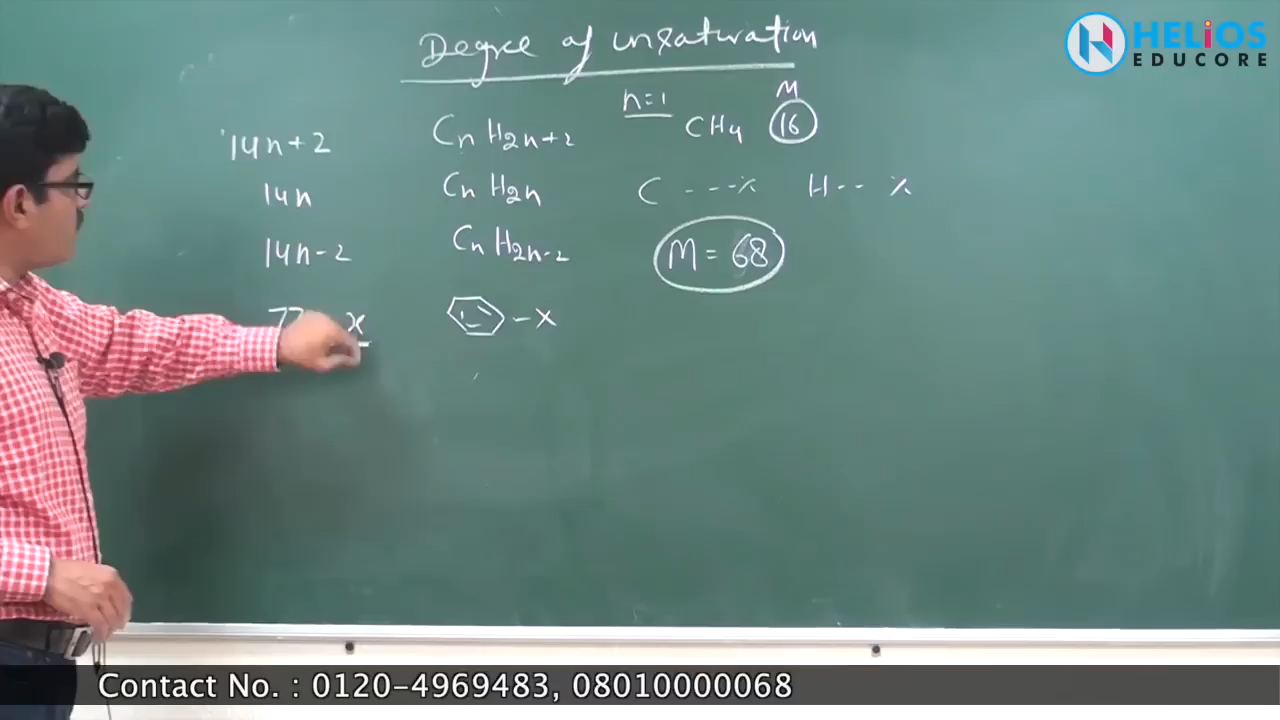 HELiOS
EDUCORE
Degree of unsaturation
n=1 M
14n+2 CnH2n+2 CH4 16
14n CnH2n C ---% H-- %
14n-2 CnH2n-2 M = 68
77 x -x
Contact No. : 0120-4969483, 08010000068